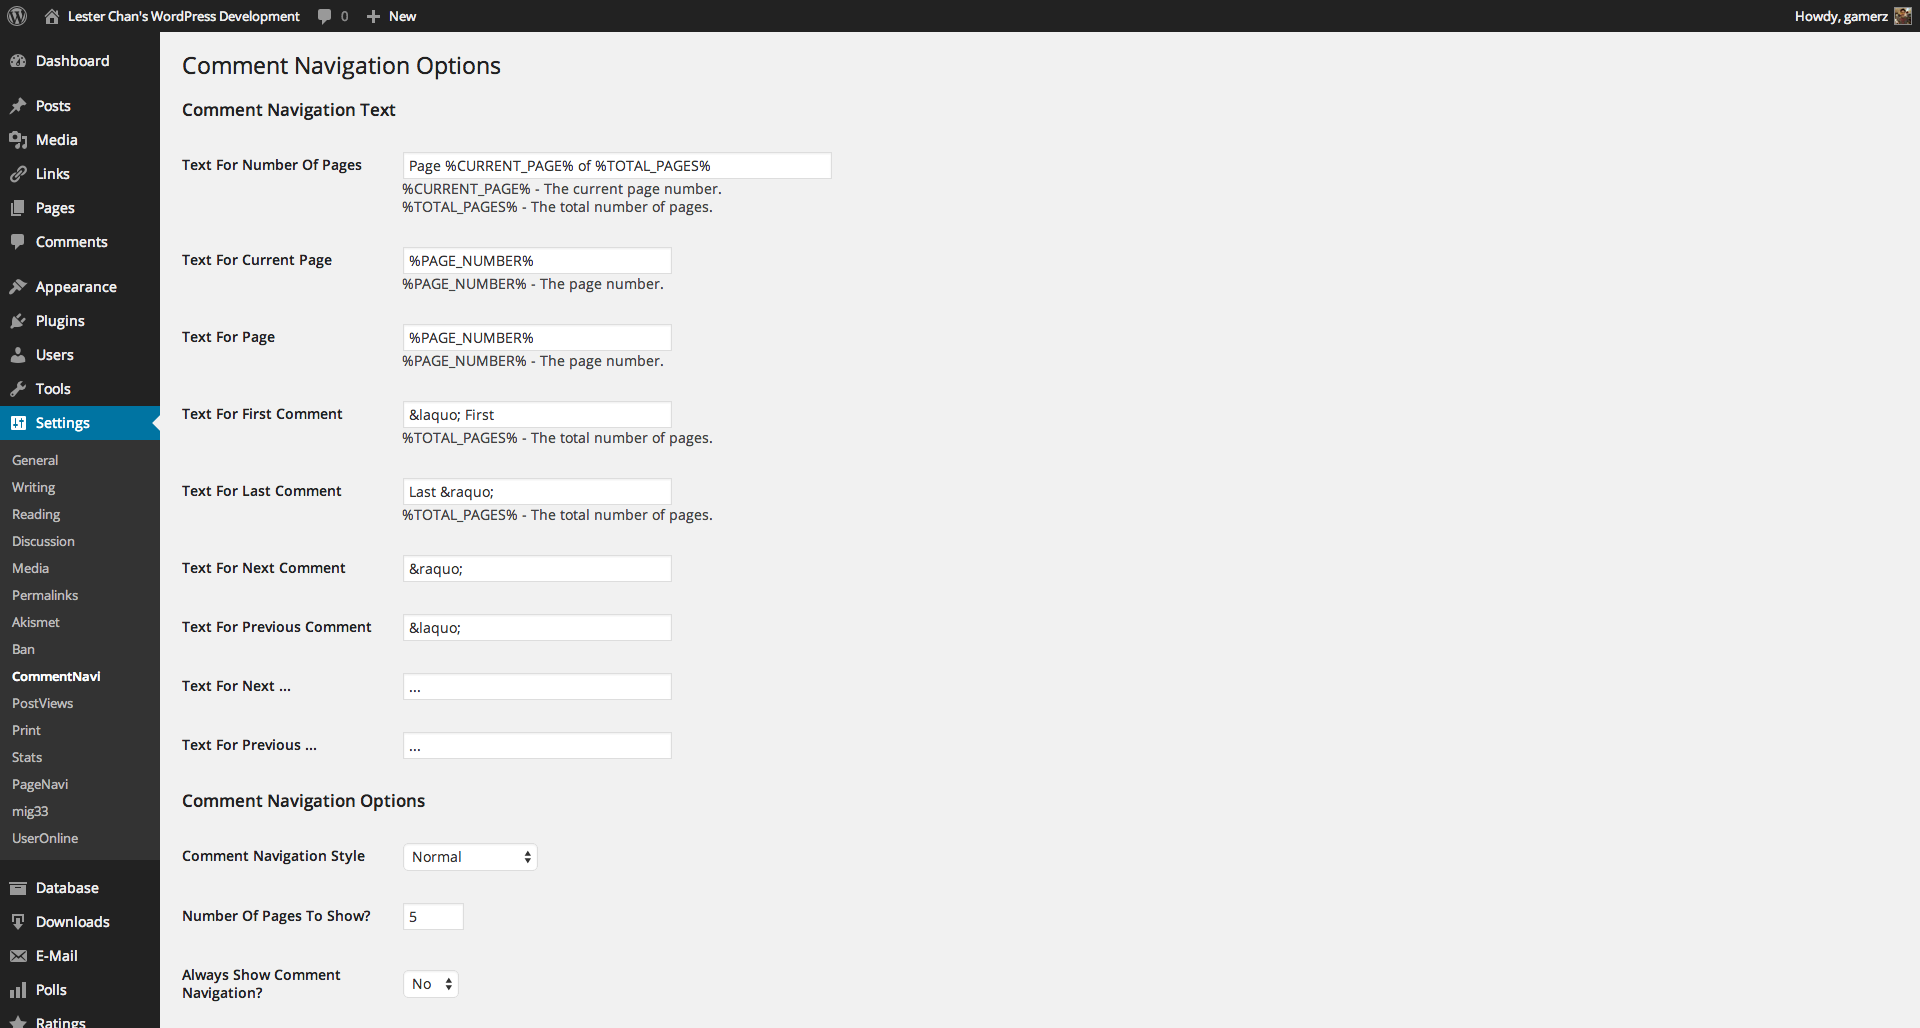 Lester Chan's WordPress Development 0 New Howdy, gamerz
Dashboard
Posts
Media
Links
Pages
Comments
Appearance
Plugins
Users
Tools
Settings
General
Writing
Reading
Discussion
Media
Permalinks
Akismet
Ban
CommentNavi
PostViews
Print
Stats
PageNavi
mig33
UserOnline
Database
Downloads
E-Mail
Polls
Ratings
Comment Navigation Options
Comment Navigation Text
Text For Number Of Pages
Page %CURRENT_PAGE% of %TOTAL_PAGES%
%CURRENT_PAGE% - The current page number.
%TOTAL_PAGES% - The total number of pages.
Text For Current Page
%PAGE_NUMBER%
%PAGE_NUMBER% - The page number.
Text For Page
%PAGE_NUMBER%
%PAGE_NUMBER% - The page number.
Text For First Comment
&laquo; First
%TOTAL_PAGES% - The total number of pages.
Text For Last Comment
Last &raquo;
%TOTAL_PAGES% - The total number of pages.
Text For Next Comment
&raquo;
Text For Previous Comment
&laquo;
Text For Next ...
...
Text For Previous ...
...
Comment Navigation Options
Comment Navigation Style
Normal
Number Of Pages To Show?
5
Always Show Comment
Navigation?
No